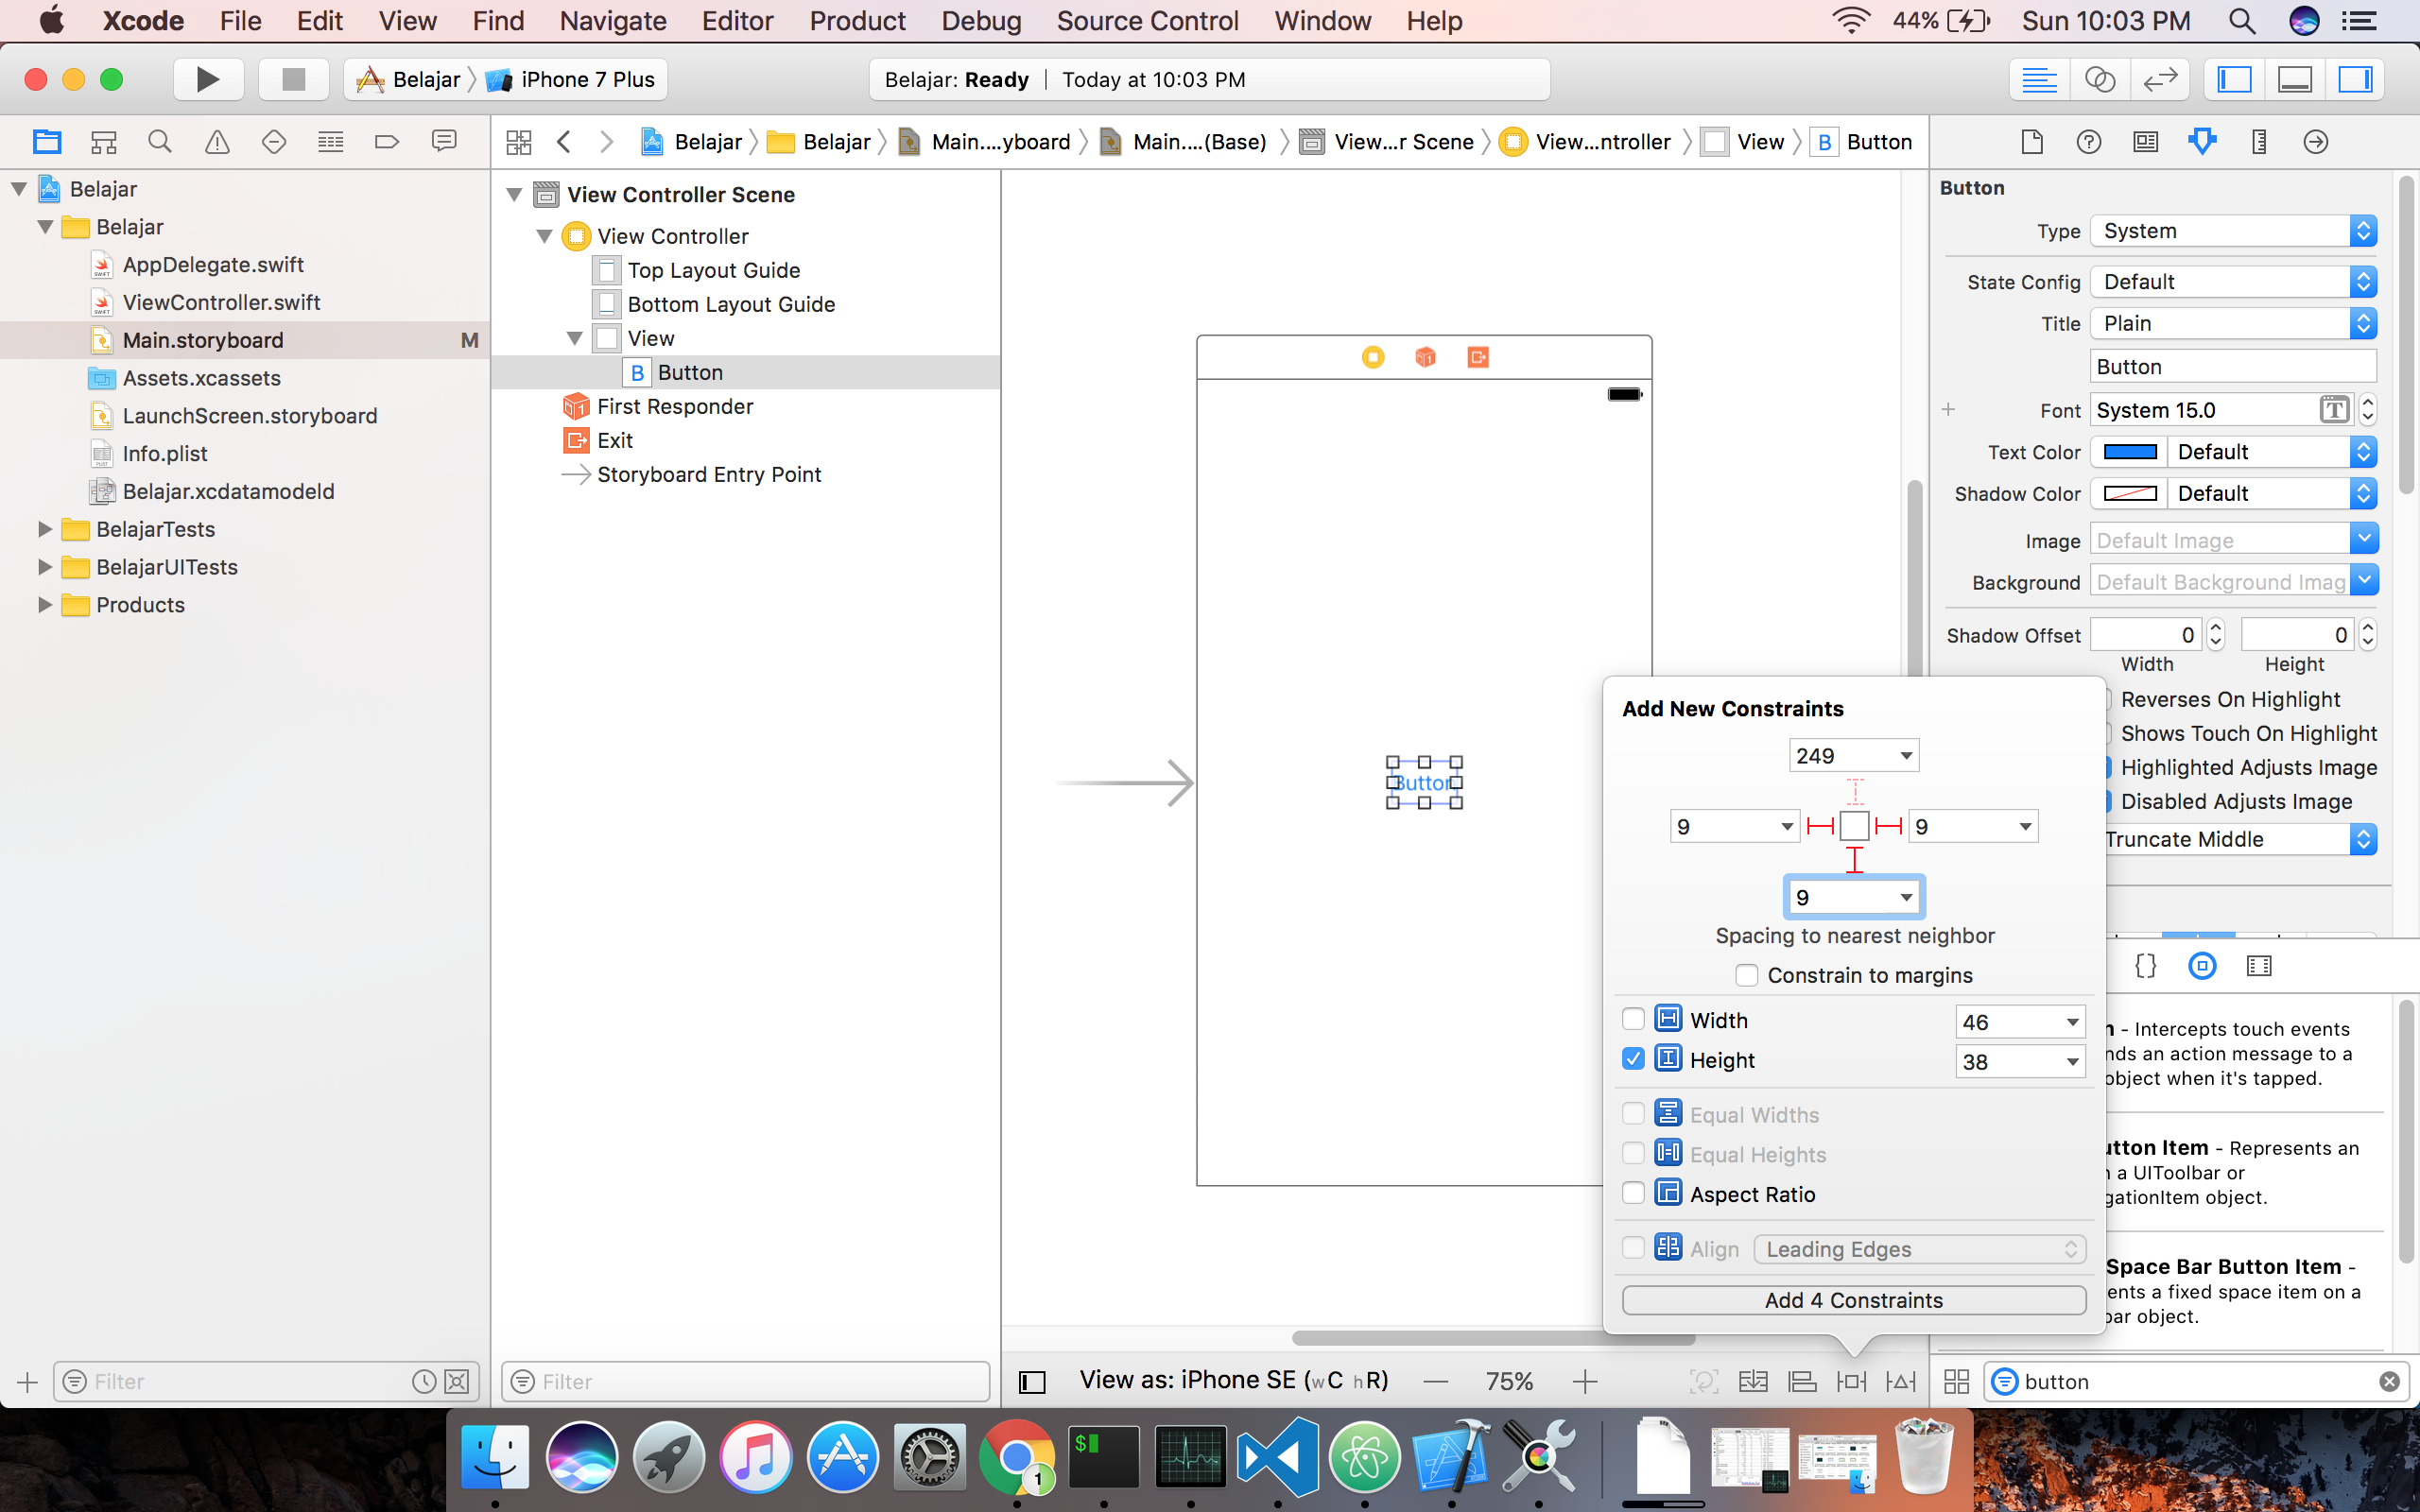 Xcode File Edit View Find Navigate Editor Product Debug Source Control Window Help 44% Sun 10:03 PM
Belajar iPhone 7 Plus Belajar: Ready Today at 10:03 PM
Belajar Belajar Main....yboard Main....(Base) View...r Scene View...ntroller View B Button
Belajar
Belajar
AppDelegate.swift
ViewController.swift
Main.storyboard M
Assets.xcassets
LaunchScreen.storyboard
Info.plist
Belajar.xcdatamodeld
BelajarTests
BelajarUITests
Products
Filter
View Controller Scene
View Controller
Top Layout Guide
Bottom Layout Guide
View
B Button
First Responder
Exit
Storyboard Entry Point
Filter
Button
View as: iPhone SE (wC hR) 75%
Add New Constraints
249
9 9
9
Spacing to nearest neighbor
Constrain to margins
Width 46
Height 38
Equal Widths
Equal Heights
Aspect Ratio
Align Leading Edges
Add 4 Constraints
Button
Type System
State Config Default
Title Plain
Button
Font System 15.0 T
Text Color Default
Shadow Color Default
Image Default Image
Background Default Background Imag
Shadow Offset 0 0
Width Height
Reverses On Highlight
Shows Touch On Highlight
Highlighted Adjusts Image
Disabled Adjusts Image
Truncate Middle
{}
n - Intercepts touch events
nds an action message to a
object when it's tapped.
utton Item - Represents an
n a UIToolbar or
gationItem object.
Space Bar Button Item -
ents a fixed space item on a
bar object.
button
$
1